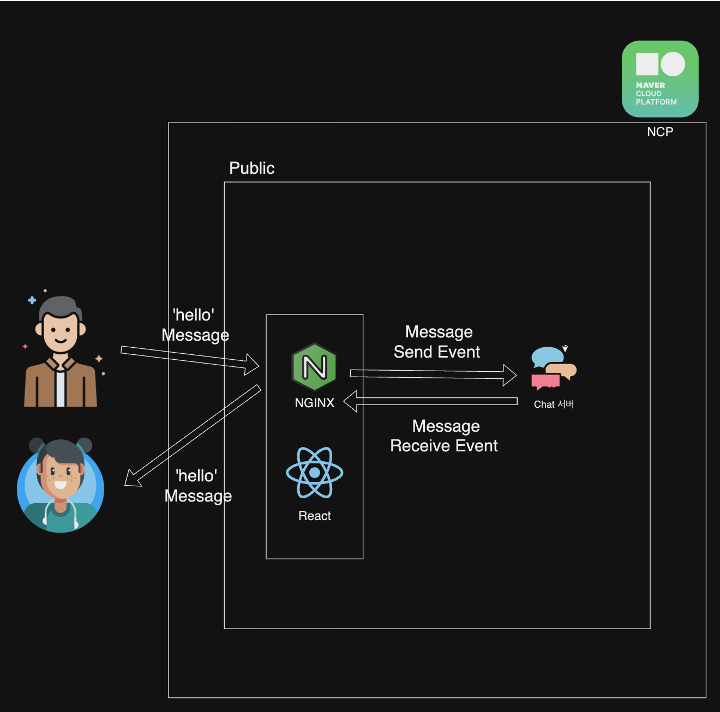 NAVER
CLOUD
PLATFORM
NCP
Public
'hello'
Message
Message
Send Event
NGINX
Chat 서버
Message
Receive Event
'hello'
Message
React